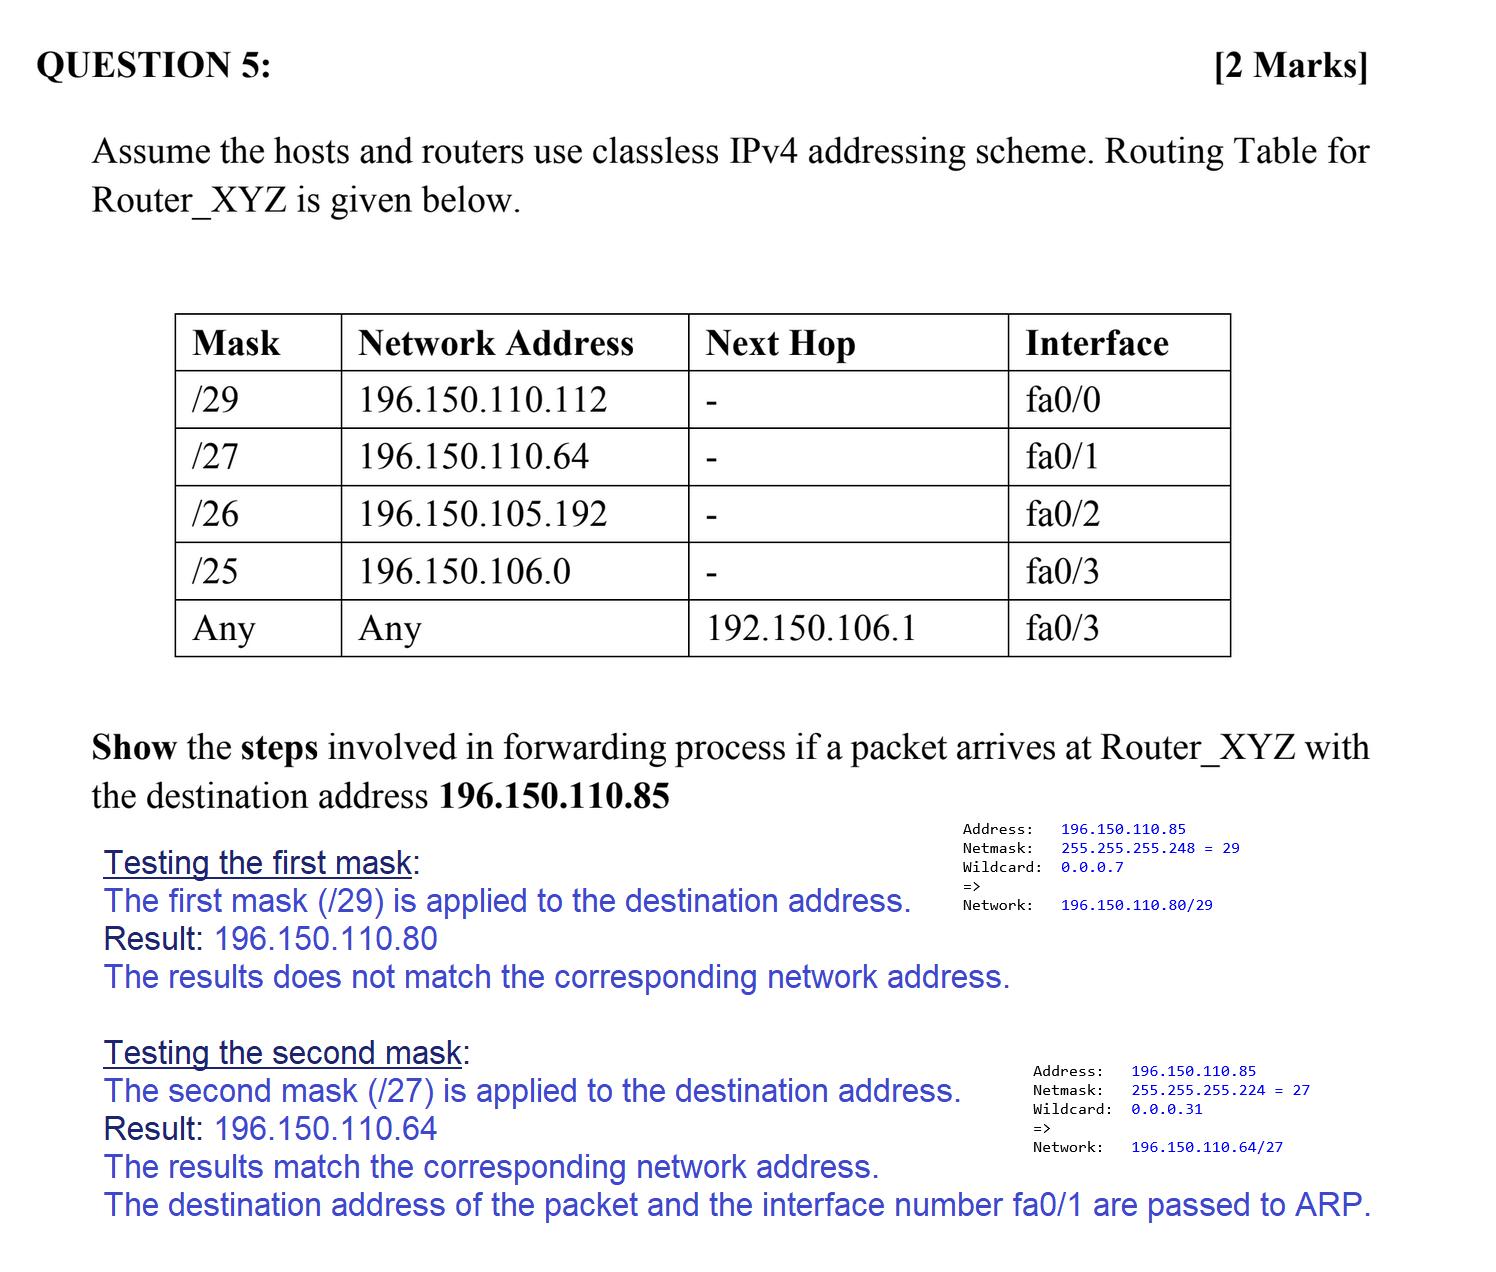 QUESTION 5: [2 Marks]
Assume the hosts and routers use classless IPv4 addressing scheme. Routing Table for
Router_XYZ is given below.
Mask Network Address Next Hop Interface
/29 196.150.110.112 - fa0/0
/27 196.150.110.64 - fa0/1
/26 196.150.105.192 - fa0/2
/25 196.150.106.0 - fa0/3
Any Any 192.150.106.1 fa0/3
Show the steps involved in forwarding process if a packet arrives at Router_XYZ with
the destination address 196.150.110.85
Testing the first mask:
The first mask (/29) is applied to the destination address.
Result: 196.150.110.80
The results does not match the corresponding network address.
Address: 196.150.110.85
Netmask: 255.255.255.248 = 29
Wildcard: 0.0.0.7
=>
Network: 196.150.110.80/29
Testing the second mask:
The second mask (/27) is applied to the destination address.
Result: 196.150.110.64
The results match the corresponding network address.
The destination address of the packet and the interface number fa0/1 are passed to ARP.
Address: 196.150.110.85
Netmask: 255.255.255.224 = 27
Wildcard: 0.0.0.31
=>
Network: 196.150.110.64/27